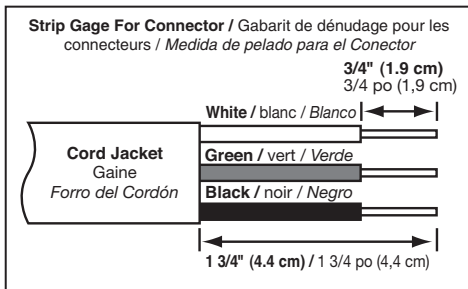 Strip Gage For Connector / Gabarit de dénudage pour les
connecteurs / Medida de pelado para el Conector
3/4" (1.9 cm)
3/4 po (1,9 cm)
White / blanc / Blanco
Cord Jacket
Gaine
Forro del Cordón
Green / vert / Verde
Black / noir / Negro
1 3/4" (4.4 cm) / 1 3/4 po (4,4 cm)